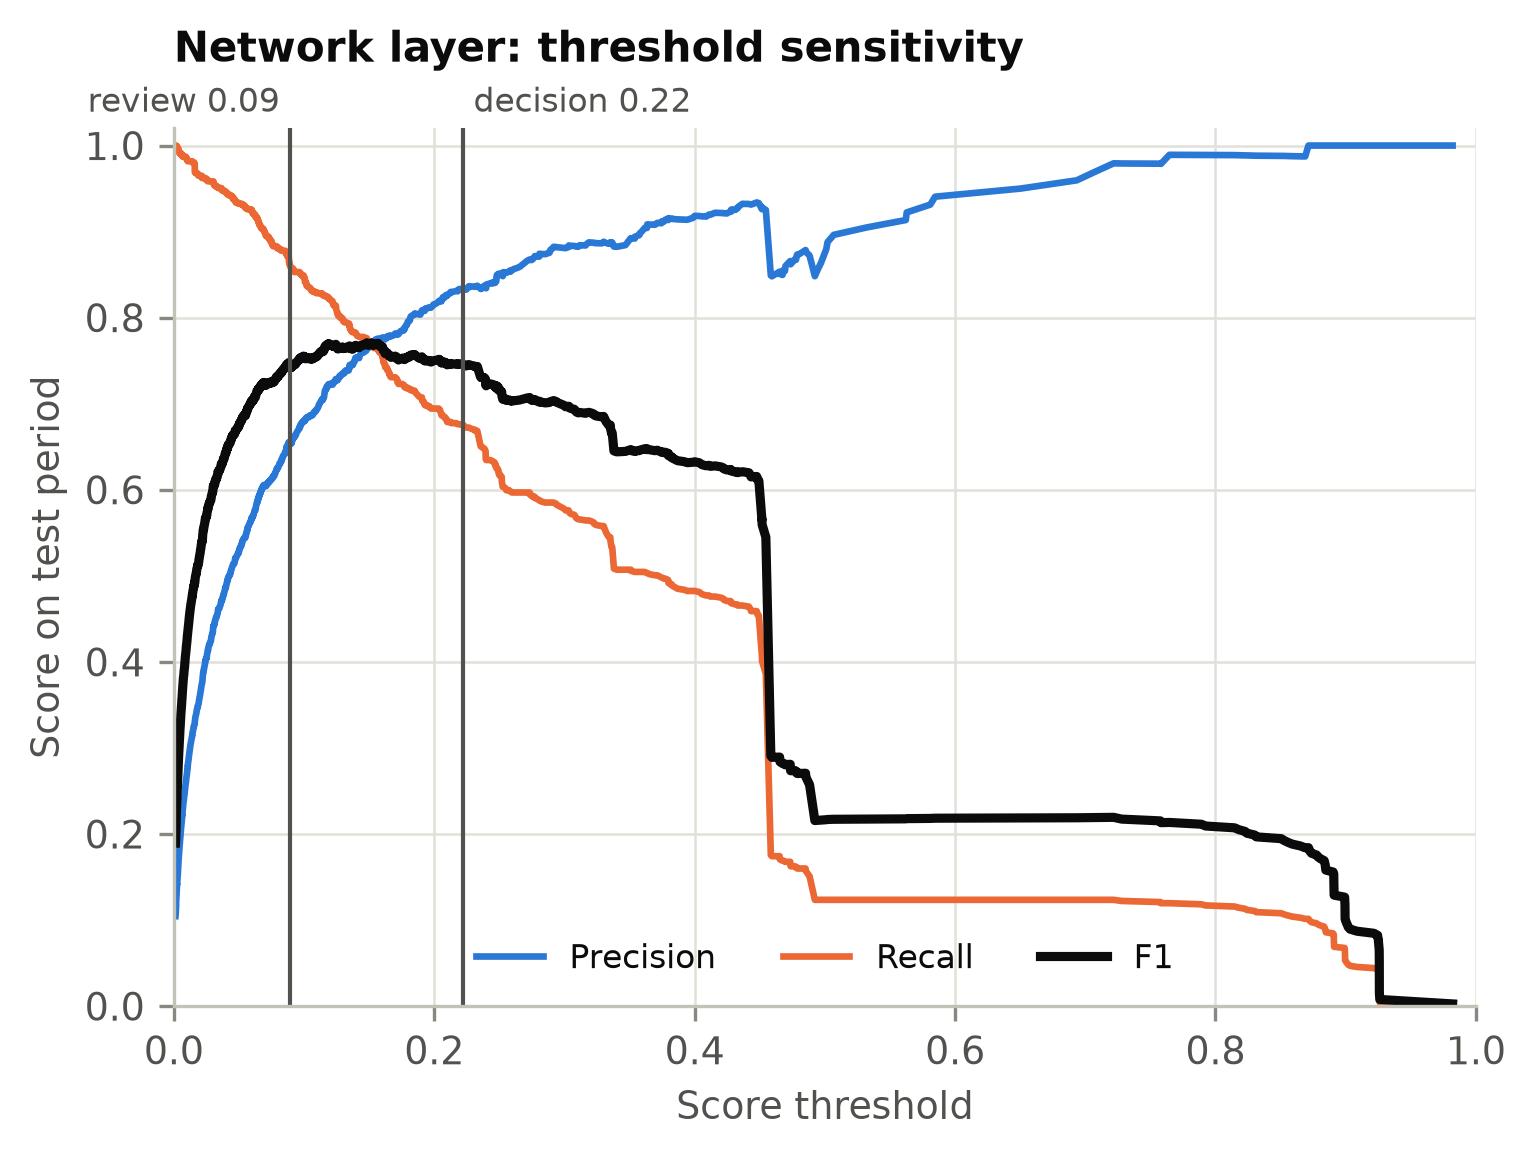 Network layer: threshold sensitivity
review 0.09
decision 0.22
Score on test period
1.0
0.8
0.6
0.4
0.2
0.0
Precision
Recall
F1
0.0
0.2
0.4
0.6
0.8
1.0
Score threshold